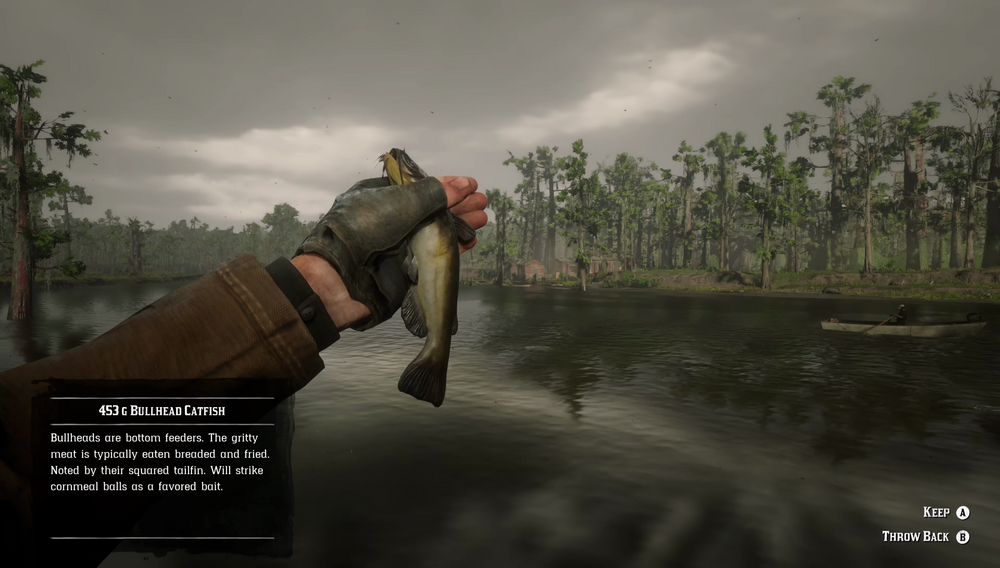 453 g Bullhead Catfish
Bullheads are bottom feeders. The gritty
meat is typically eaten breaded and fried.
Noted by their squared tailfin. Will strike
cornmeal balls as a favored bait.
Keep A
Throw Back B